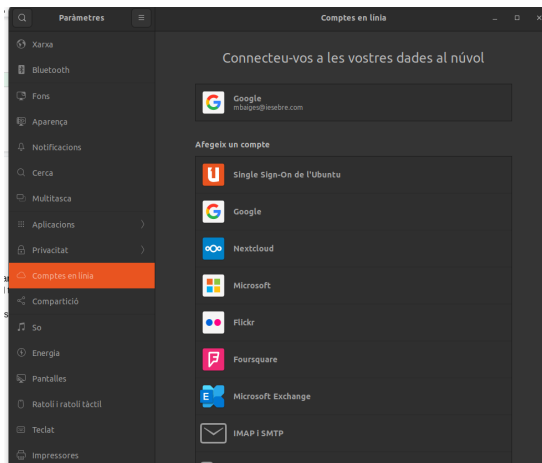 Paràmetres
Comptes en línia
Xarxa
Bluetooth
Fons
Aparença
Notificacions
Cerca
Multitasca
Aplicacions
Privacitat
Comptes en línia
Compartició
So
Energia
Pantalles
Ratolí i ratolí tàctil
Teclat
Impressores
Connecteu-vos a les vostres dades al núvol
Google
mbaiges@iesebre.com
Afegeix un compte
Single Sign-On de l'Ubuntu
Google
Nextcloud
Microsoft
Flickr
Foursquare
Microsoft Exchange
IMAP i SMTP